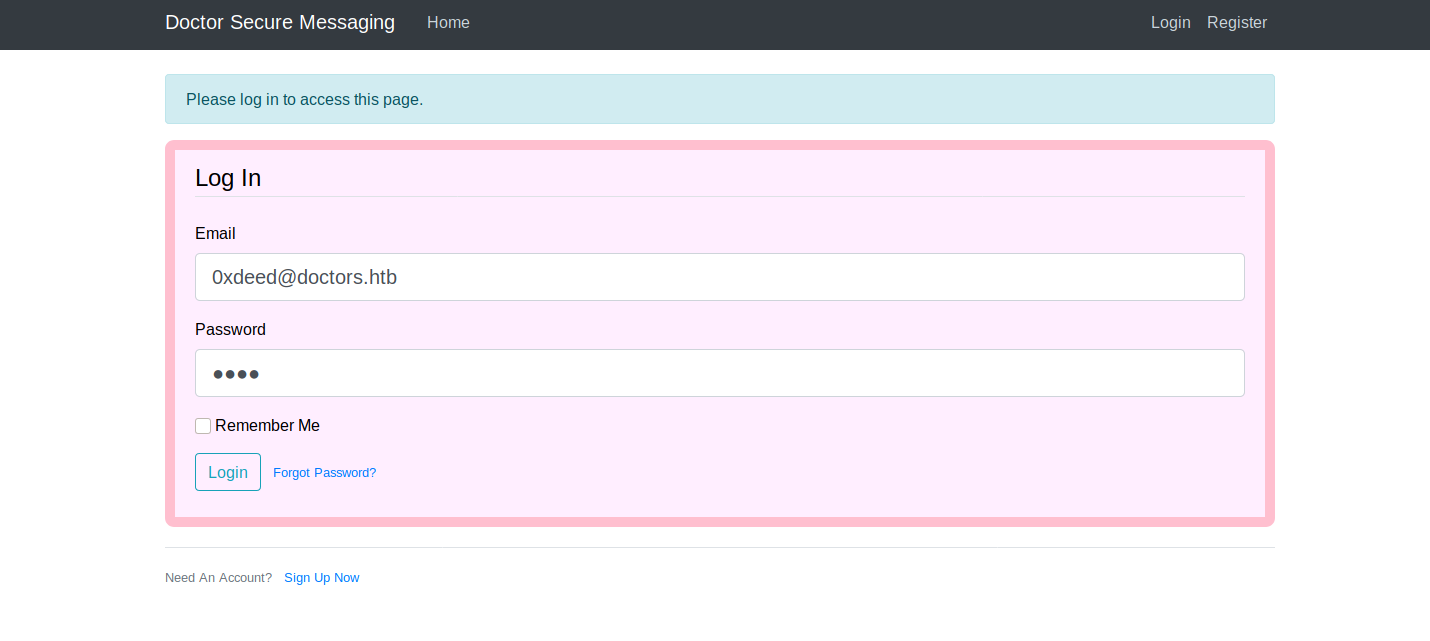 Doctor Secure Messaging Home Login Register
Please log in to access this page.
Log In
Email
0xdeed@doctors.htb
Password
●●●●
Remember Me
Login Forgot Password?
Need An Account? Sign Up Now